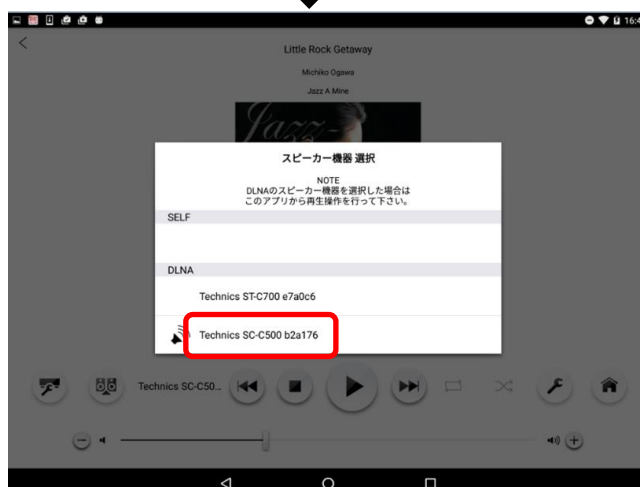 16:4
Little Rock Getaway
Michiko Ogawa
Jazz A Mine
Jazz
スピーカー機器 選択
NOTE
DLNAのスピーカー機器を選択した場合は
このアプリから再生操作を行って下さい。
SELF
DLNA
Technics ST-C700 e7a0c6
Technics SC-C500 b2a176
Technics SC-C50...